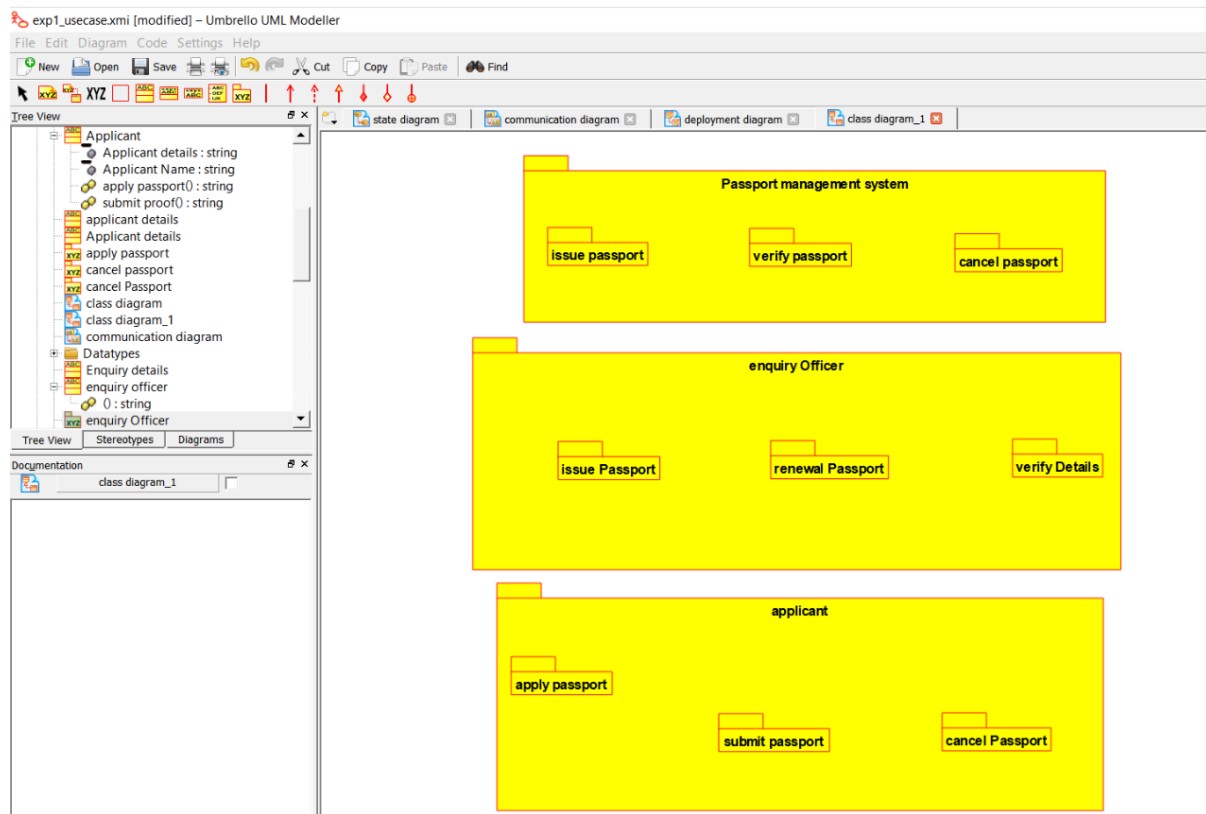 exp1_usecase.xmi [modified] – Umbrello UML Modeller
File Edit Diagram Code Settings Help
New Open Save Cut Copy Paste Find
XYZ
Tree View
state diagram communication diagram deployment diagram class diagram_1
Applicant
Applicant details : string
Applicant Name : string
apply passport() : string
submit proof() : string
applicant details
Applicant details
apply passport
cancel passport
cancel Passport
class diagram
class diagram_1
communication diagram
Datatypes
Enquiry details
enquiry officer
() : string
enquiry Officer
Tree View Stereotypes Diagrams
Documentation
class diagram_1
Passport management system
issue passport verify passport cancel passport
enquiry Officer
issue Passport renewal Passport verify Details
applicant
apply passport
submit passport cancel Passport